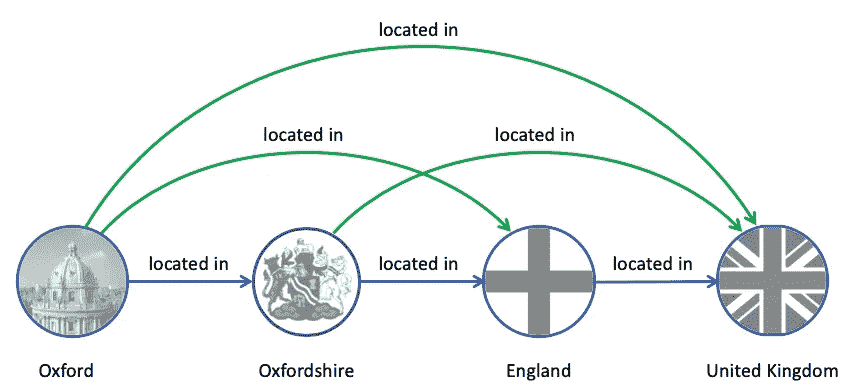 located in
located in
located in
located in
located in
located in
Oxford
Oxfordshire
England
United Kingdom